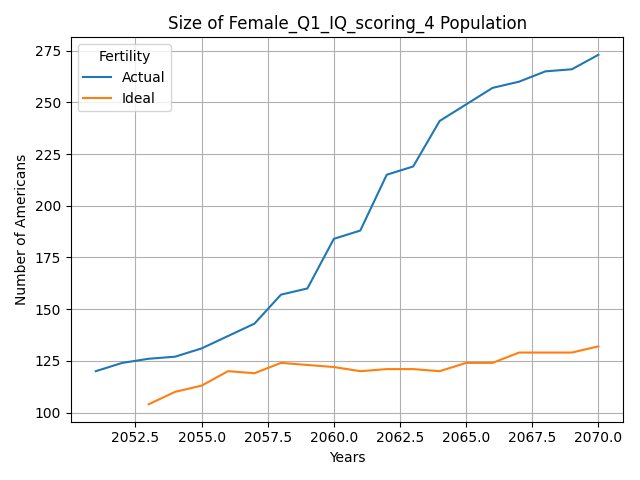 Size of Female_Q1_IQ_scoring_4 Population
Number of Americans
275
250
225
200
175
150
125
100
Fertility
Actual
Ideal
2052.5 2055.0 2057.5 2060.0 2062.5 2065.0 2067.5 2070.0
Years